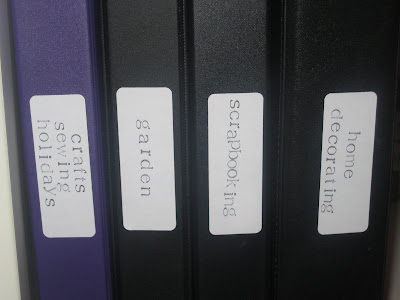 crafts
sewing
holidays
garden
scrapbooking
home
decorating